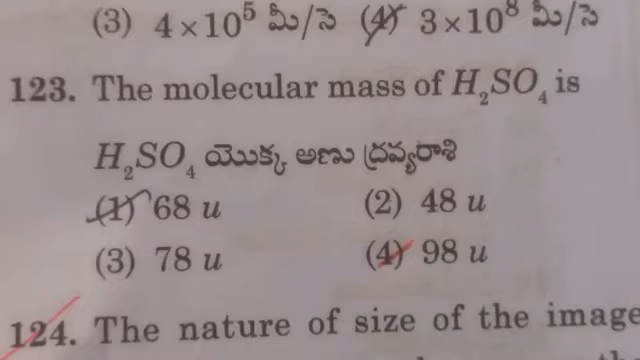 (3) 4×10⁵ మీ/సె (4) 3×10⁸ మీ/సె
123. The molecular mass of H₂SO₄ is
H₂SO₄ యొక్క అణు ద్రవ్యరాశి
(1) 68 u (2) 48 u
(3) 78 u (4) 98 u
124. The nature of size of the image